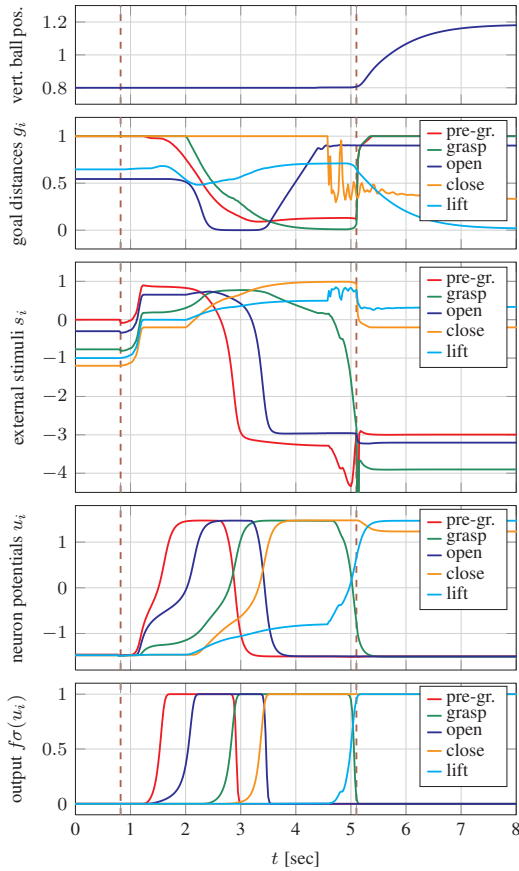 vert. ball pos.
1.2
1.0
0.8
goal distances g_i
1
0.5
0
pre-gr.
grasp
open
close
lift
external stimuli s_i
1
0
−1
−2
−3
−4
pre-gr.
grasp
open
close
lift
neuron potentials u_i
1
0
−1
pre-gr.
grasp
open
close
lift
output fσ(u_i)
1
0.5
0
pre-gr.
grasp
open
close
lift
0 1 2 3 4 5 6 7 8
t [sec]